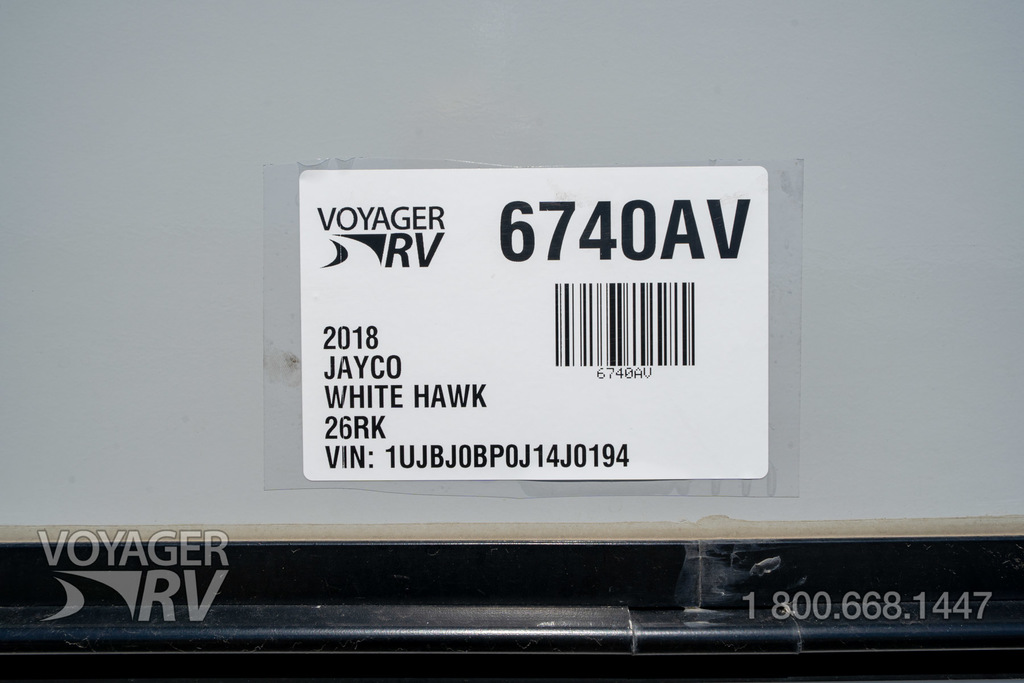 VOYAGER
RV
6740AV
6740AV
2018
JAYCO
WHITE HAWK
26RK
VIN: 1UJBJ0BP0J14J0194
VOYAGER
RV
1 800.668.1447